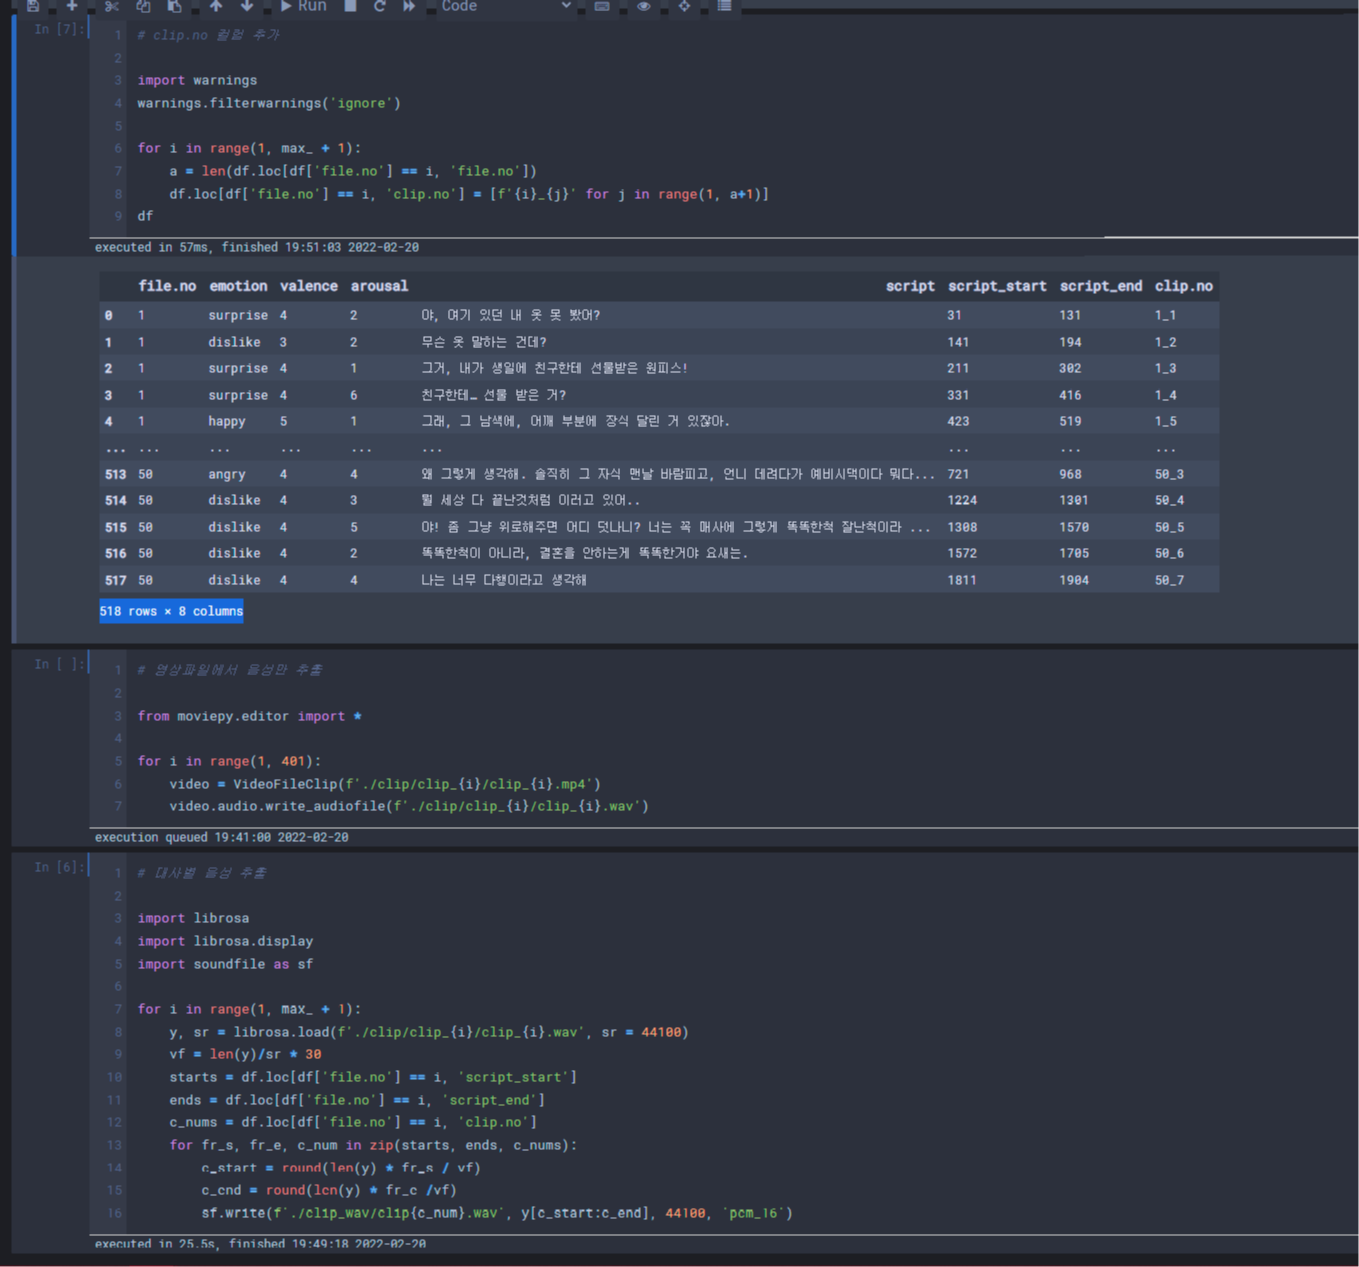 Run Code
In [7]:
1 # clip.no 컬럼 추가
2
3 import warnings
4 warnings.filterwarnings('ignore')
5
6 for i in range(1, max_ + 1):
7 a = len(df.loc[df['file.no'] == i, 'file.no'])
8 df.loc[df['file.no'] == i, 'clip.no'] = [f'{i}_{j}' for j in range(1, a+1)]
9 df
executed in 57ms, finished 19:51:03 2022-02-20
file.no emotion valence arousal script script_start script_end clip.no
0 1 surprise 4 2 야, 여기 있던 내 옷 못 봤어? 31 131 1_1
1 1 dislike 3 2 무슨 옷 말하는 건데? 141 194 1_2
2 1 surprise 4 1 그거, 내가 생일에 친구한테 선물받은 원피스! 211 302 1_3
3 1 surprise 4 6 친구한테… 선물 받은 거? 331 416 1_4
4 1 happy 5 1 그래, 그 남색에, 어깨 부분에 장식 달린 거 있잖아. 423 519 1_5
... ... ... ... ... ... ... ... ...
513 50 angry 4 4 왜 그렇게 생각해. 솔직히 그 자식 맨날 바람피고, 언니 데려다가 예비시댁이다 뭐다... 721 968 50_3
514 50 dislike 4 3 뭘 세상 다 끝난것처럼 이러고 있어.. 1224 1301 50_4
515 50 dislike 4 5 야! 좀 그냥 위로해주면 어디 덧나니? 너는 꼭 매사에 그렇게 똑똑한척 잘난척이라 ... 1308 1570 50_5
516 50 dislike 4 2 똑똑한척이 아니라, 결혼을 안하는게 똑똑한거야 요새는. 1572 1705 50_6
517 50 dislike 4 4 나는 너무 다행이라고 생각해 1811 1904 50_7
518 rows × 8 columns
In [ ]:
1 # 영상파일에서 음성만 추출
2
3 from moviepy.editor import *
4
5 for i in range(1, 401):
6 video = VideoFileClip(f'./clip/clip_{i}/clip_{i}.mp4')
7 video.audio.write_audiofile(f'./clip/clip_{i}/clip_{i}.wav')
execution queued 19:41:00 2022-02-20
In [6]:
1 # 대사별 음성 추출
2
3 import librosa
4 import librosa.display
5 import soundfile as sf
6
7 for i in range(1, max_ + 1):
8 y, sr = librosa.load(f'./clip/clip_{i}/clip_{i}.wav', sr = 44100)
9 vf = len(y)/sr * 30
10 starts = df.loc[df['file.no'] == i, 'script_start']
11 ends = df.loc[df['file.no'] == i, 'script_end']
12 c_nums = df.loc[df['file.no'] == i, 'clip.no']
13 for fr_s, fr_e, c_num in zip(starts, ends, c_nums):
14 c_start = round(len(y) * fr_s / vf)
15 c_end = round(len(y) * fr_e /vf)
16 sf.write(f'./clip_wav/clip{c_num}.wav', y[c_start:c_end], 44100, 'pcm_16')
executed in 25.5s, finished 19:49:18 2022-02-20